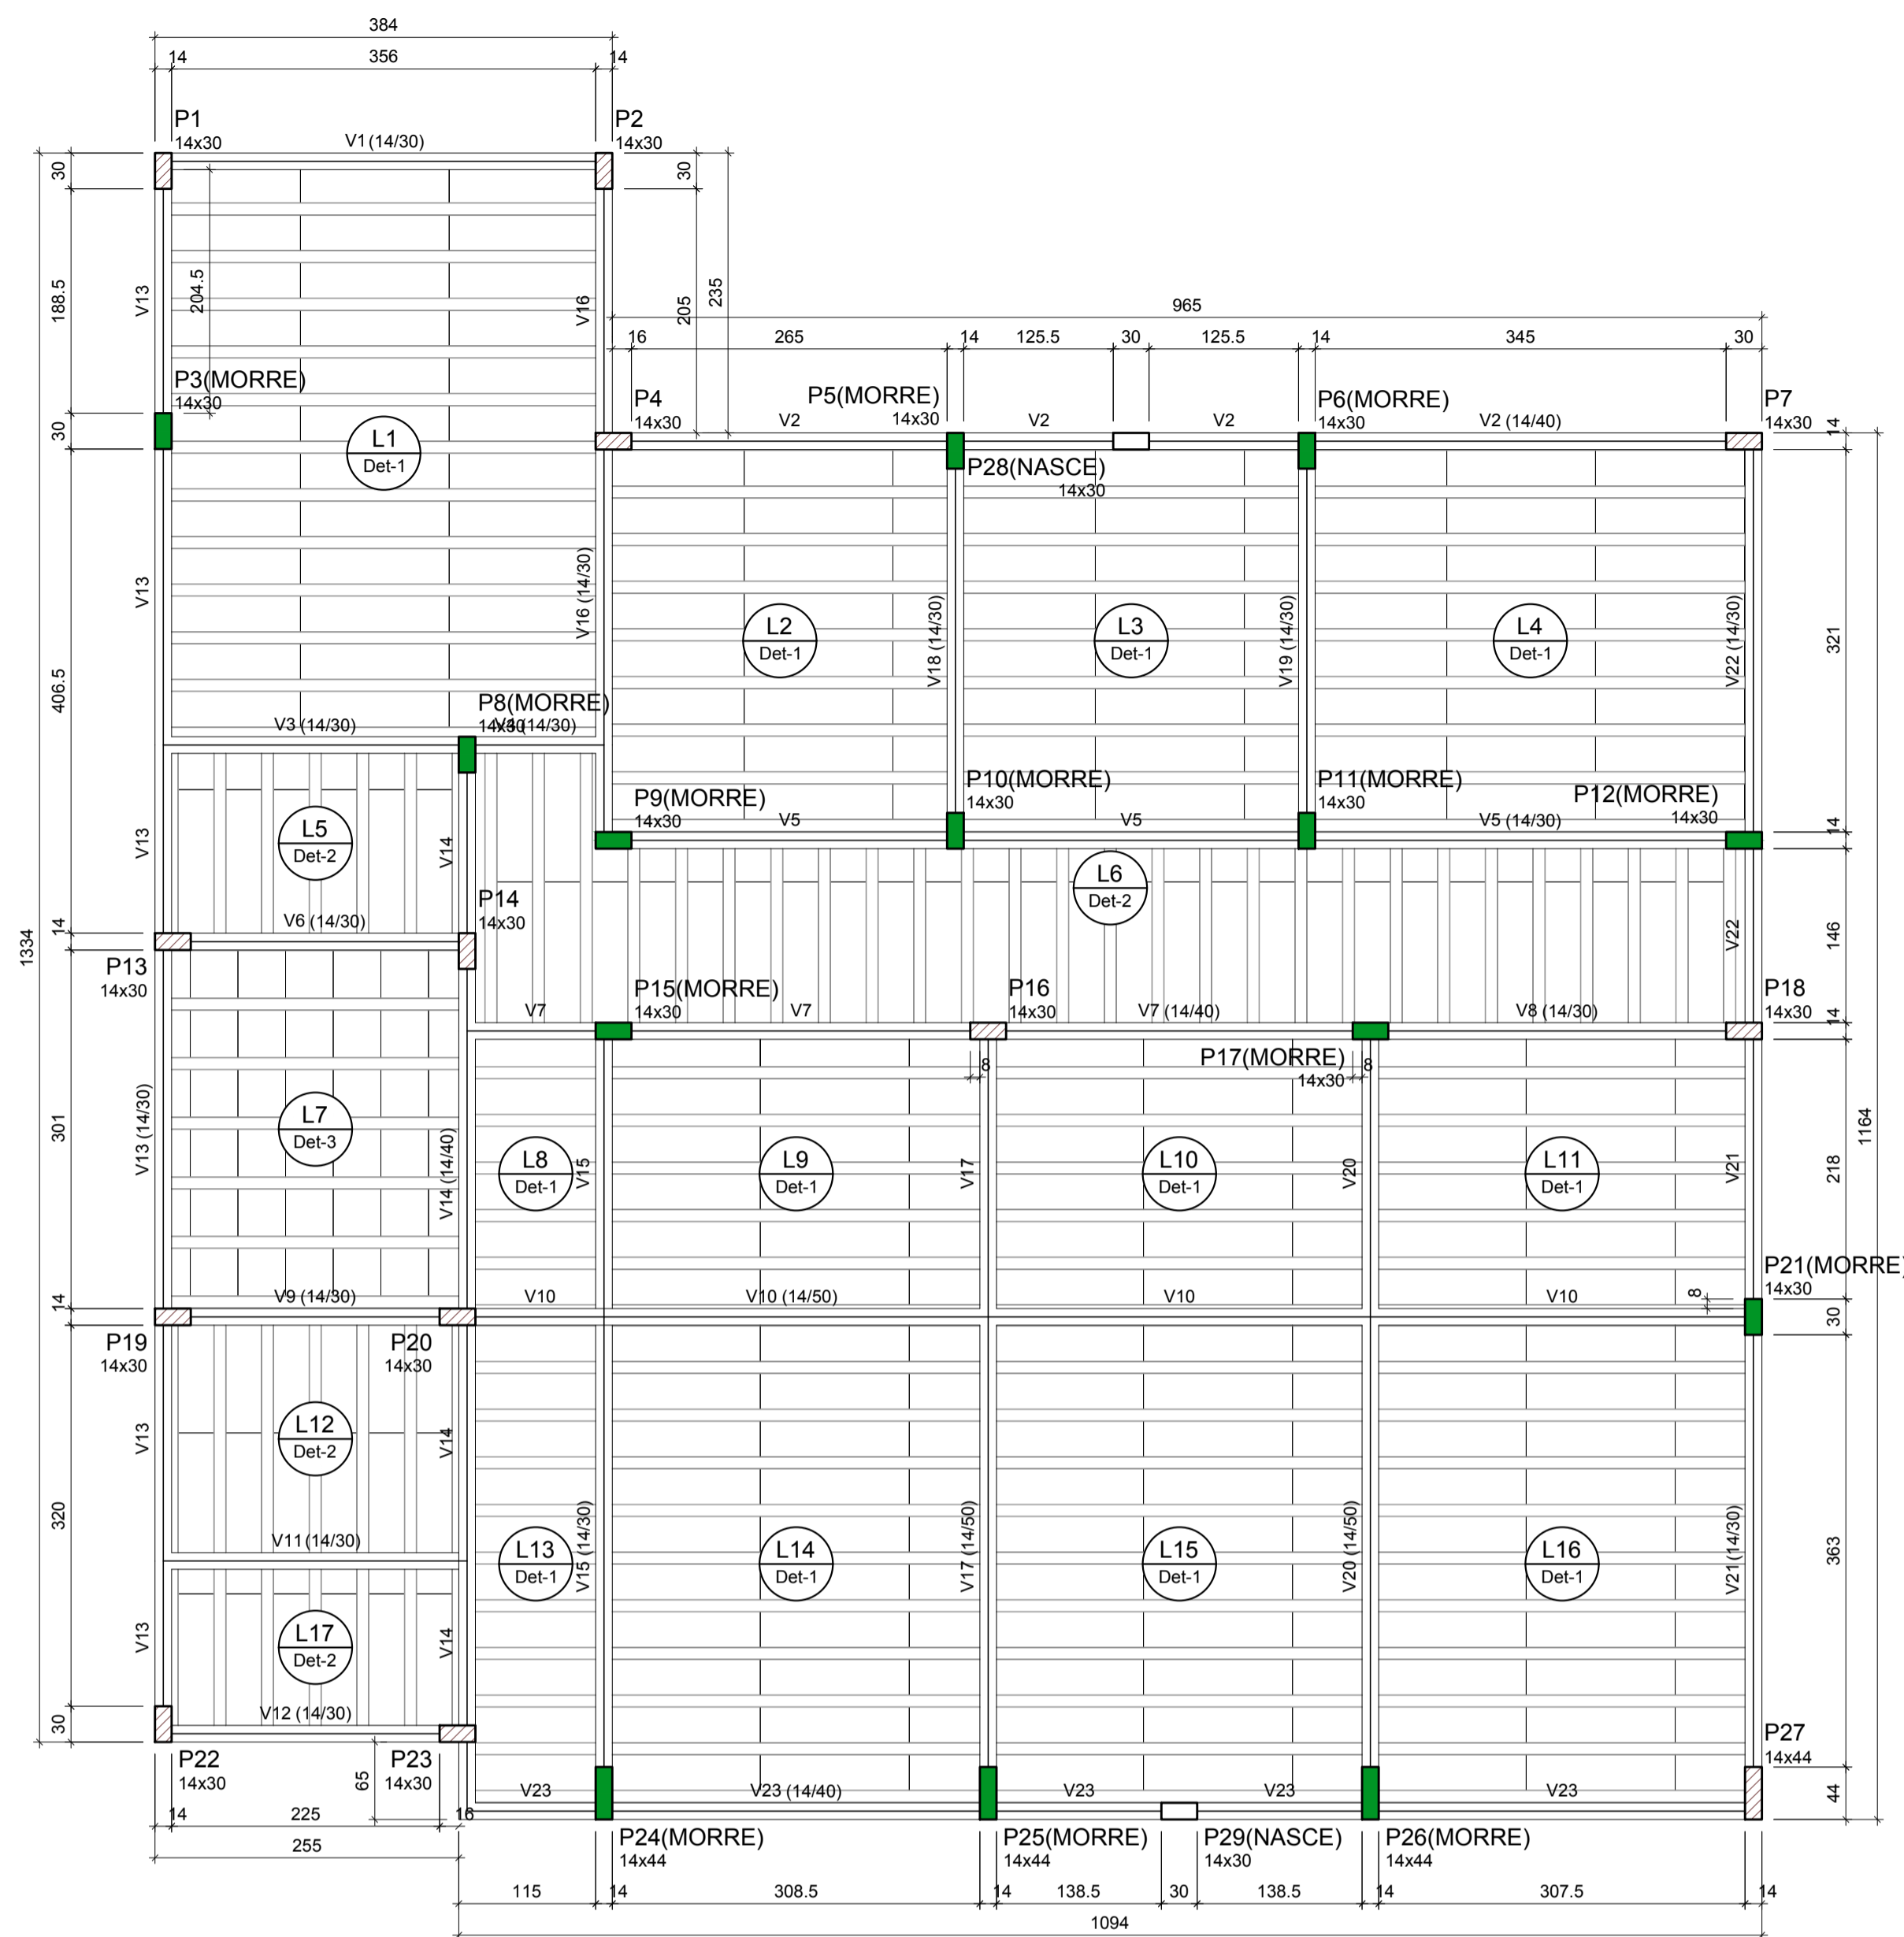 384
14 356 14
P1
14x30
V1 (14/30)
P2
14x30
30
30
188.5
204.5
V13
V16
205
235
965
16 265 14 125.5 30 125.5 14 345 30
P3(MORRE)
14x30
30
P4
14x30
V2
P5(MORRE)
14x30
V2
V2
P6(MORRE)
14x30
V2 (14/40)
P7
14x30
14
L1
Det-1
P28(NASCE)
14x30
V13
V16 (14/30)
406.5
L2
Det-1
V18 (14/30)
L3
Det-1
V19 (14/30)
L4
Det-1
V22 (14/30)
321
V3 (14/30)
P8(MORRE)
14x30
V4 (14/30)
P9(MORRE)
14x30
V5
P10(MORRE)
14x30
V5
P11(MORRE)
14x30
V5 (14/30)
P12(MORRE)
14x30
14
V13
L5
Det-2
V14
L6
Det-2
V6 (14/30)
P14
14x30
14
1334
V22
146
P13
14x30
V7
P15(MORRE)
14x30
V7
P16
14x30
V7 (14/40)
V8 (14/30)
P18
14x30
14
8
P17(MORRE)
14x30
8
301
V13 (14/30)
L7
Det-3
V14 (14/40)
L8
Det-1
V15
L9
Det-1
V17
L10
Det-1
V20
L11
Det-1
V21
218
1164
P21(MORRE)
14x30
8
30
14
V9 (14/30)
V10
V10 (14/50)
V10
V10
P19
14x30
P20
14x30
V13
L12
Det-2
V14
320
V11 (14/30)
L13
Det-1
V15 (14/30)
L14
Det-1
V17 (14/50)
L15
Det-1
V20 (14/50)
L16
Det-1
V21 (14/30)
363
V13
L17
Det-2
V14
30
V12 (14/30)
P22
14x30
P23
14x30
65
P27
14x44
44
V23
V23 (14/40)
V23
V23
V23
14 225 16
255
P24(MORRE)
14x44
P25(MORRE)
14x44
P29(NASCE)
14x30
P26(MORRE)
14x44
115 14 308.5 14 138.5 30 138.5 14 307.5 14
1094